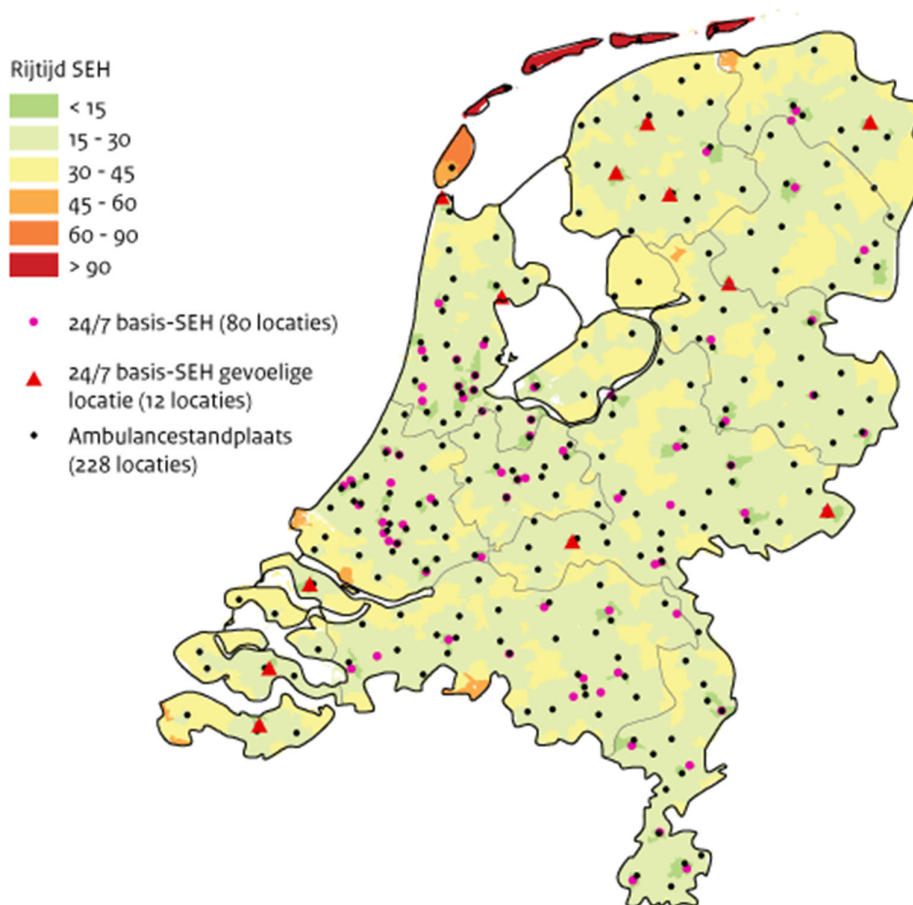 Rijtijd SEH
< 15
15 - 30
30 - 45
45 - 60
60 - 90
> 90
24/7 basis-SEH (80 locaties)
24/7 basis-SEH gevoelige
locatie (12 locaties)
Ambulancestandplaats
(228 locaties)